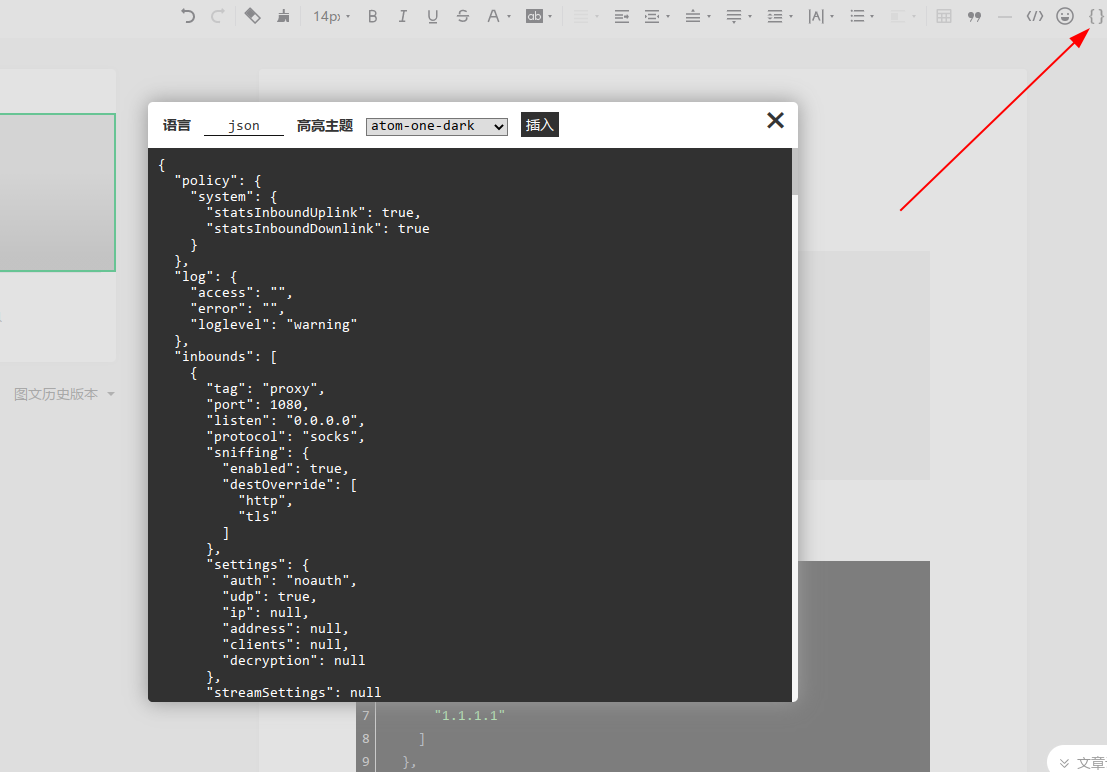 14px B I U S A ab |A| </> { }
语言 json 高亮主题 atom-one-dark 插入
{
"policy": {
"system": {
"statsInboundUplink": true,
"statsInboundDownlink": true
}
},
"log": {
"access": "",
"error": "",
"loglevel": "warning"
},
"inbounds": [
{
"tag": "proxy",
"port": 1080,
"listen": "0.0.0.0",
"protocol": "socks",
"sniffing": {
"enabled": true,
"destOverride": [
"http",
"tls"
]
},
"settings": {
"auth": "noauth",
"udp": true,
"ip": null,
"address": null,
"clients": null,
"decryption": null
},
"streamSettings": null
图文历史版本
7 "1.1.1.1"
8 ]
9 },
文章